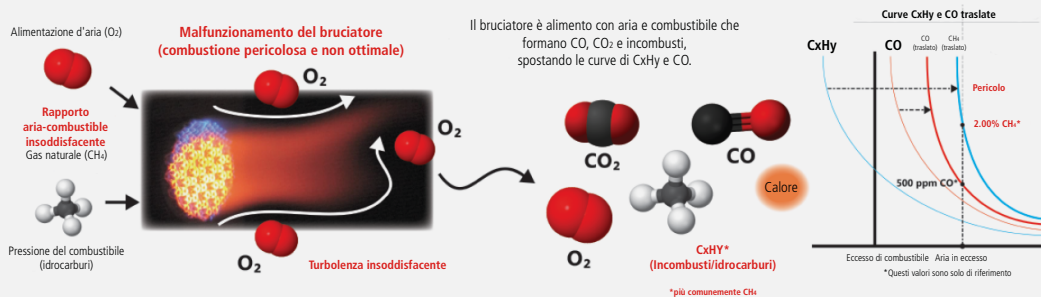 Alimentazione d'aria (O₂)
Rapporto
aria-combustible
insoddisfacente
Gas naturale (CH₄)
Pressione del combustibile
(idrocarburi)
Malfunzionamento del bruciatore
(combustione pericolosa e non ottimale)
O₂
O₂
O₂
Turbolenza insoddisfacente
Il bruciatore è alimento con aria e combustibile che
formano CO, CO₂ e incombusti,
spostando le curve di CxHy e CO.
CO₂
CO
O₂
Calore
CxHY*
(Incombusti/idrocarburi)
*più comunemente CH₄
Curve CxHy e CO traslate
CxHy
CO
CO
(traslato)
CH₄
(traslato)
Pericolo
2.00% CH₄*
500 ppm CO*
Eccesso di combustibile
Aria in eccesso
*Questi valori sono solo di riferimento